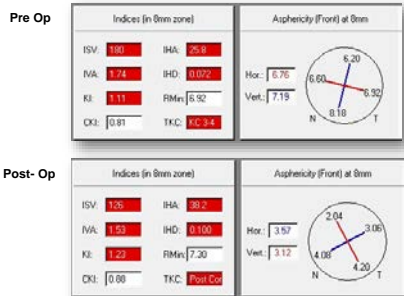 Pre Op
Indices (in 8mm zone)
Asphericity (Front) at 8mm
ISV: 180 IHA: 25.8
IVA: 1.74 IHD: 0.072
KI: 1.11 RMin: 6.92
CKI: 0.81 TKC: KC 3-4
Hor.: 6.76
Vert.: 7.19
6.20
6.60
6.92
8.18
N T
Post- Op
Indices (in 8mm zone)
Asphericity (Front) at 8mm
ISV: 126 IHA: 38.2
IVA: 1.53 IHD: 0.100
KI: 1.23 RMin: 7.30
CKI: 0.88 TKC: Post Cor
Hor.: 3.57
Vert.: 3.12
2.04
3.06
4.08
4.20
N T